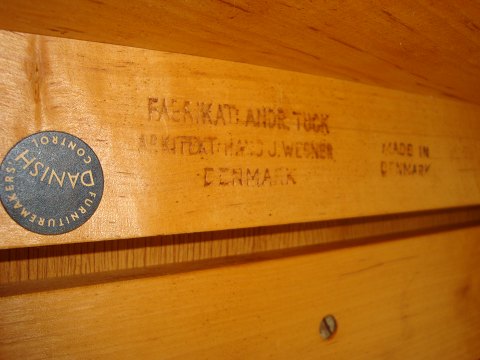 DANISH
FURNITUREMAKERS'
CONTROL
FABRIKAT: ANDR. TUCK
ARKITEKT: HANS J. WEGNER
DENMARK
MADE IN
DENMARK